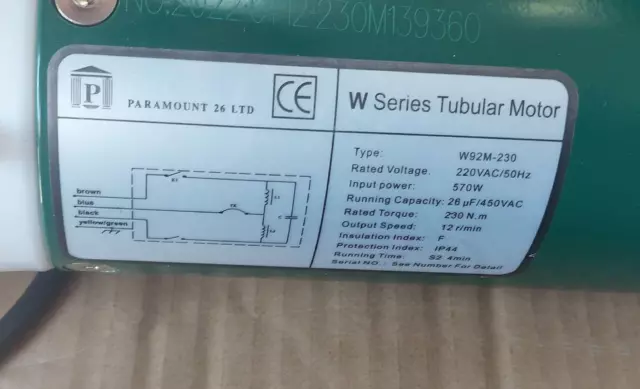 230M139360
P
PARAMOUNT 26 LTD
CE
W Series Tubular Motor
Type: W92M-230
Rated Voltage: 220VAC/50Hz
Input power: 570W
Running Capacity: 26 µF/450VAC
Rated Torque: 230 N.m
Output Speed: 12 r/min
Insulation Index: F
Protection Index: IP44
Running Time: S2 4min
Serial NO.: See Number For Detail
brown
blue
black
yellow/green